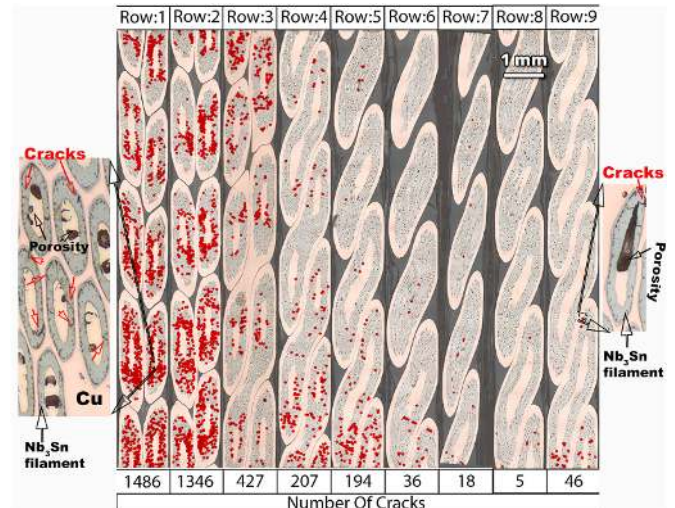 Row:1 Row:2 Row:3 Row:4 Row:5 Row:6 Row:7 Row:8 Row:9
1 mm
Cracks
Porosity
Cu
Nb₃Sn
filament
Cracks
Porosity
Nb₃Sn
filament
1486 1346 427 207 194 36 18 5 46
Number Of Cracks